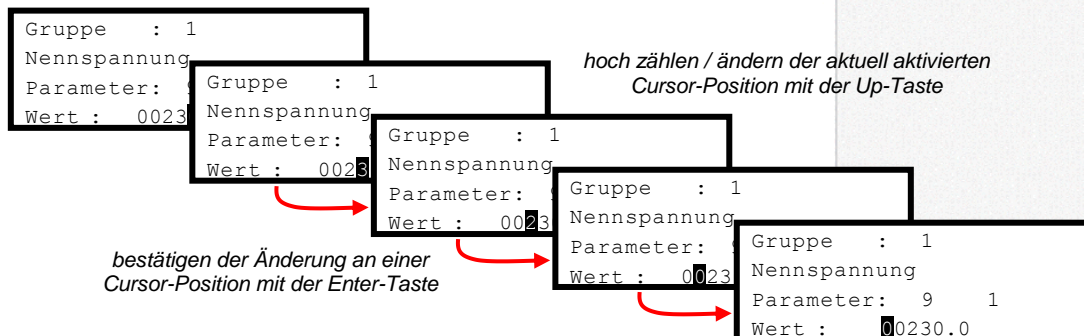 Gruppe : 1
Nennspannung
Parameter:
Wert : 0023
Gruppe : 1
Nennspannung
Parameter:
Wert : 0023
Gruppe : 1
Nennspannung
Parameter:
Wert : 0023
Gruppe : 1
Nennspannung
Parameter:
Wert : 0023
Gruppe : 1
Nennspannung
Parameter: 9 1
Wert : 00230.0
hoch zählen / ändern der aktuell aktivierten
Cursor-Position mit der Up-Taste
bestätigen der Änderung an einer
Cursor-Position mit der Enter-Taste